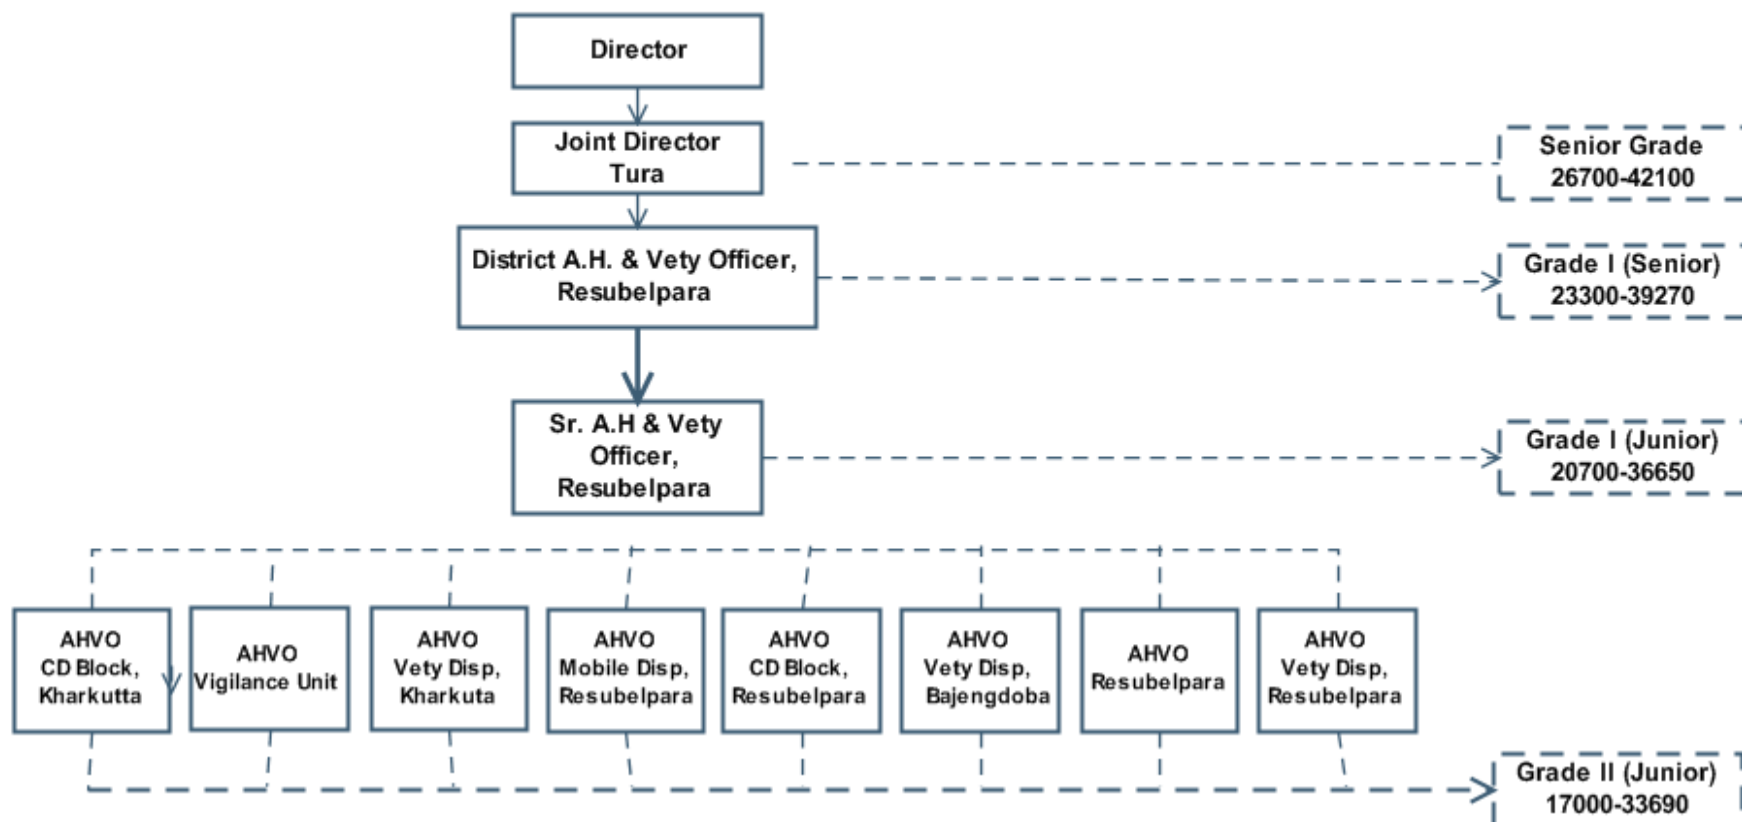 Director
Joint Director
Tura
Senior Grade
26700-42100
District A.H. & Vety Officer,
Resubelpara
Grade I (Senior)
23300-39270
Sr. A.H & Vety
Officer,
Resubelpara
Grade I (Junior)
20700-36650
AHVO
CD Block,
Kharkutta
AHVO
Vigilance Unit
AHVO
Vety Disp,
Kharkuta
AHVO
Mobile Disp,
Resubelpara
AHVO
CD Block,
Resubelpara
AHVO
Vety Disp,
Bajengdoba
AHVO
Resubelpara
AHVO
Vety Disp,
Resubelpara
Grade II (Junior)
17000-33690